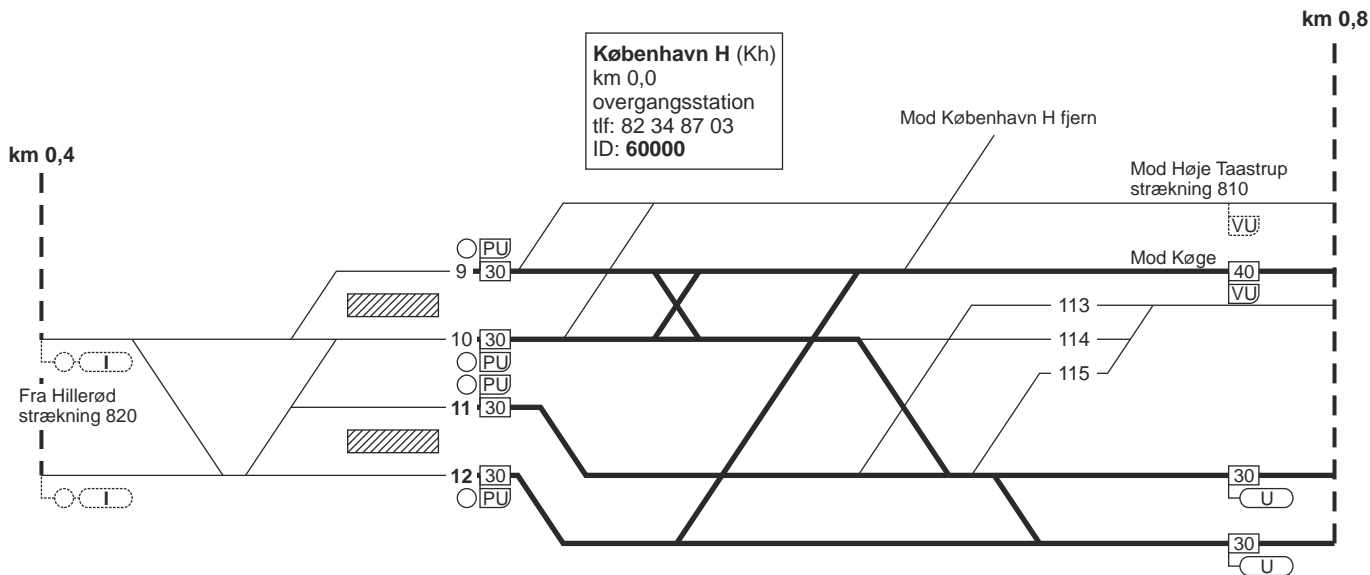 km 0,8
København H (Kh)
km 0,0
overgangsstation
tlf: 82 34 87 03
ID: 60000
Mod København H fjern
km 0,4
Mod Høje Taastrup
strækning 810
VU
PU
9 30
Mod Køge
40
VU
113
10 30
114
I
PU
PU
115
Fra Hillerød
strækning 820
11 30
12 30
30
I
PU
U
30
U